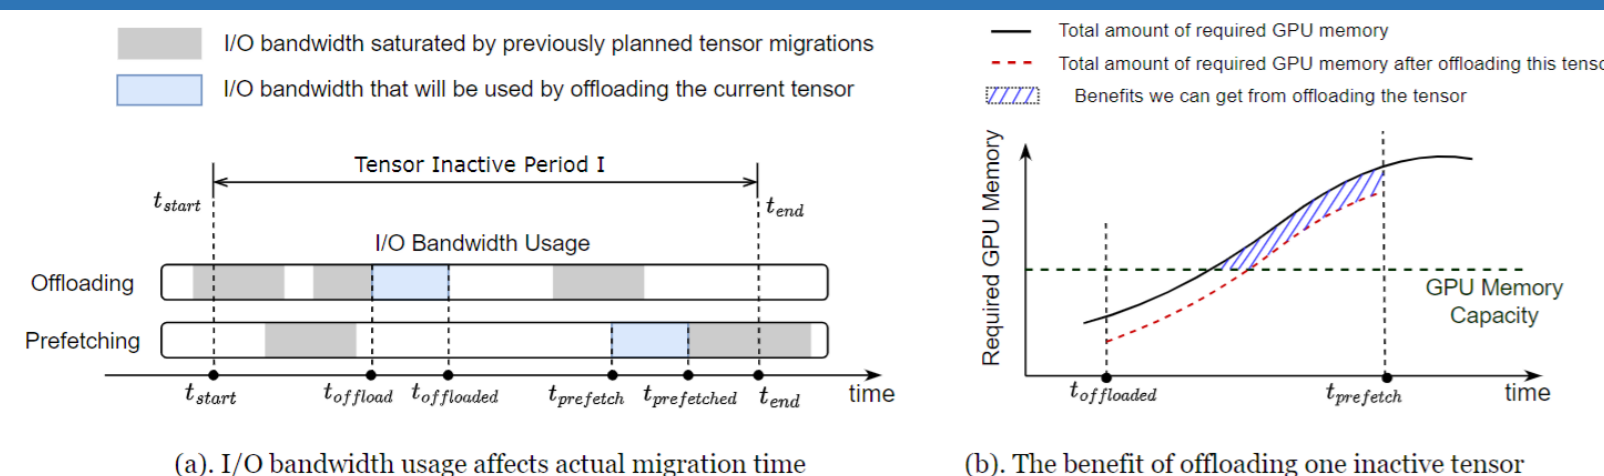 I/O bandwidth saturated by previously planned tensor migrations
I/O bandwidth that will be used by offloading the current tensor
Tensor Inactive Period I
t_start
t_end
I/O Bandwidth Usage
Offloading
Prefetching
t_start t_offload t_offloaded t_prefetch t_prefetched t_end time
(a). I/O bandwidth usage affects actual migration time
Total amount of required GPU memory
Total amount of required GPU memory after offloading this tenso
Benefits we can get from offloading the tensor
Required GPU Memory
GPU Memory
Capacity
t_offloaded t_prefetch time
(b). The benefit of offloading one inactive tensor